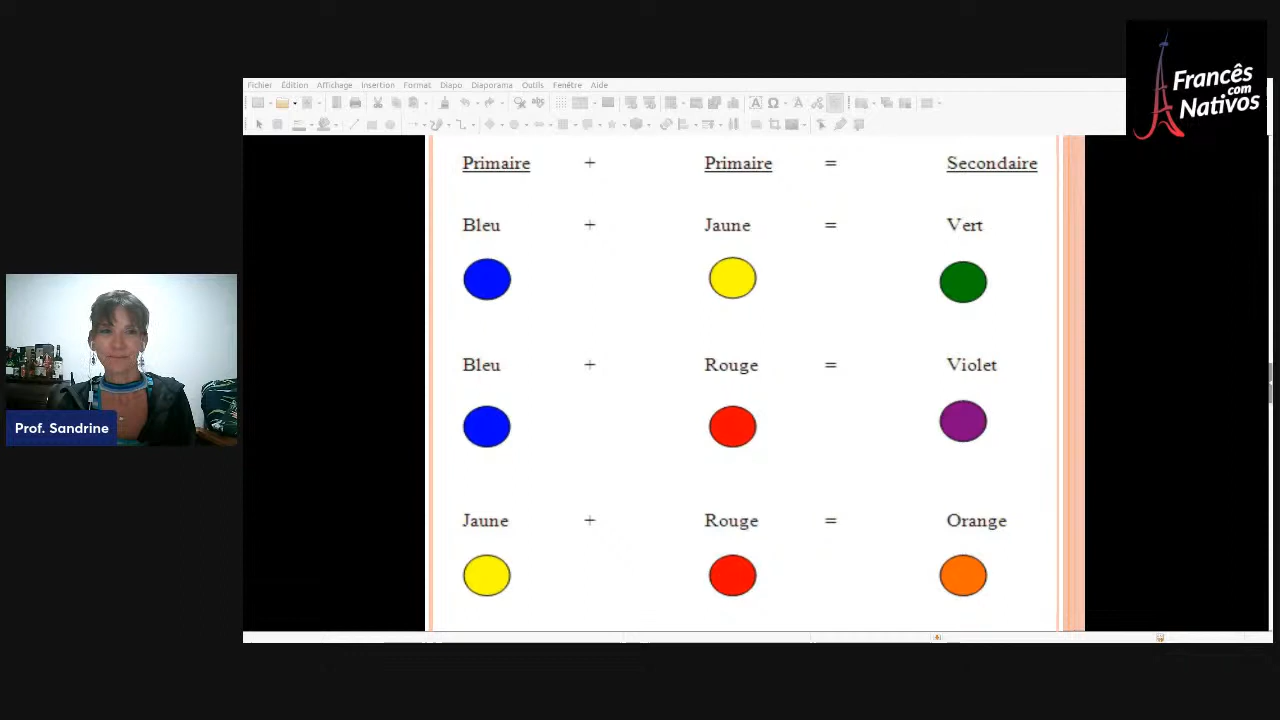 Francês
com
Nativos
Fichier Édition Affichage Insertion Format Diapo Diaporama Outils Fenêtre Aide
Primaire + Primaire = Secondaire
Bleu + Jaune = Vert
Bleu + Rouge = Violet
Prof. Sandrine
Jaune + Rouge = Orange